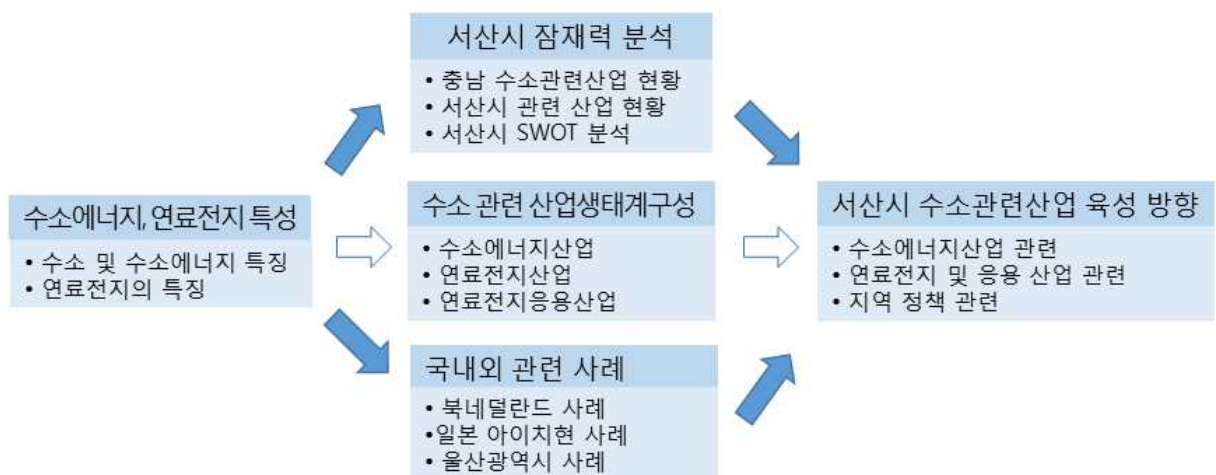 수소에너지, 연료전지 특성
• 수소 및 수소에너지 특징
• 연료전지의 특징
서산시 잠재력 분석
• 충남 수소관련산업 현황
• 서산시 관련 산업 현황
• 서산시 SWOT 분석
수소 관련 산업생태계구성
• 수소에너지산업
• 연료전지산업
• 연료전지응용산업
국내외 관련 사례
• 북네덜란드 사례
•일본 아이치현 사례
• 울산광역시 사례
서산시 수소관련산업 육성 방향
• 수소에너지산업 관련
• 연료전지 및 응용 산업 관련
• 지역 정책 관련